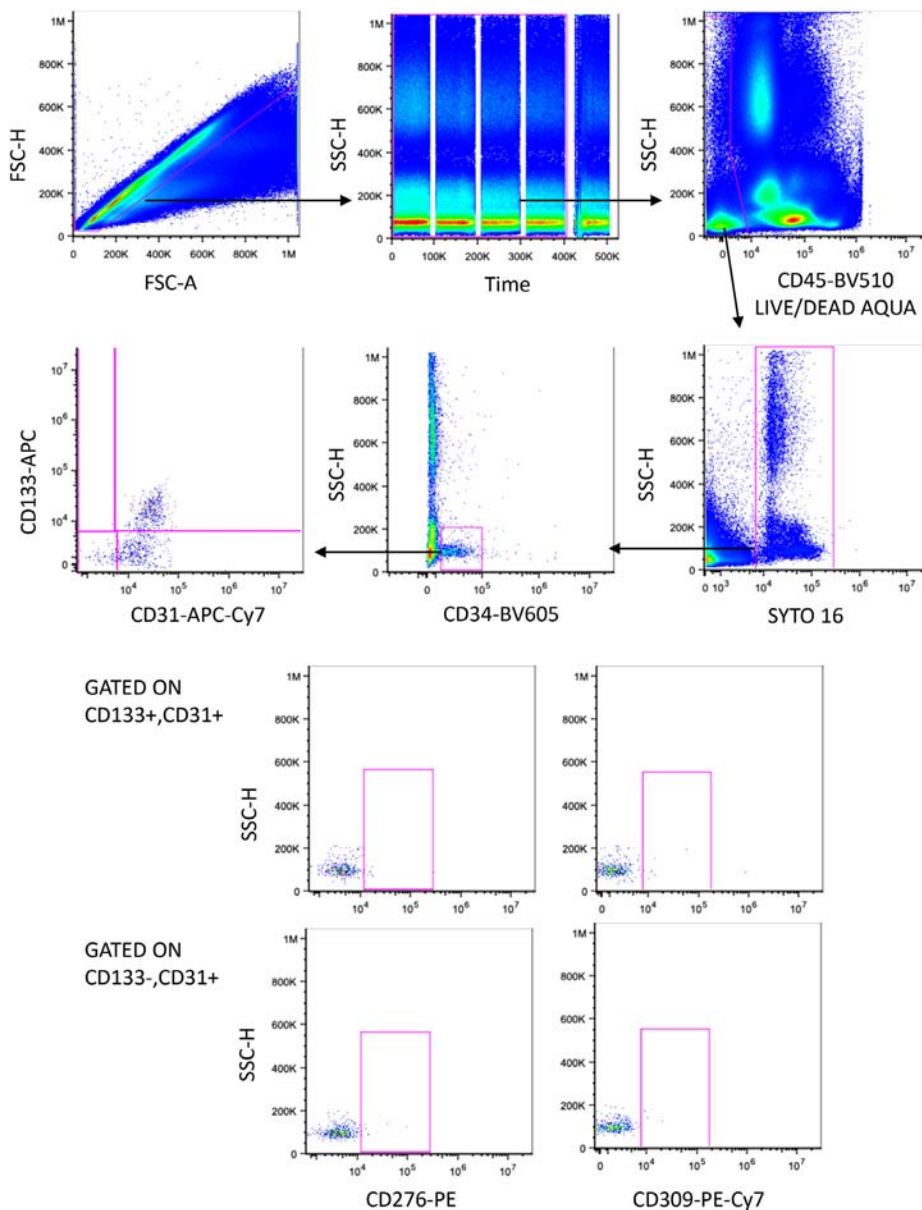 1M
800K
600K
400K
200K
0
FSC-H
0 200K 400K 600K 800K 1M
FSC-A
1M
800K
600K
400K
200K
0
SSC-H
0 100K 200K 300K 400K 500K
Time
1M
800K
600K
400K
200K
0
SSC-H
10^4 10^5 10^6 10^7
CD45-BV510
LIVE/DEAD AQUA
10^7
10^6
10^5
10^4
0
CD133-APC
0 10^4 10^5 10^6 10^7
CD31-APC-Cy7
1M
800K
600K
400K
200K
0
SSC-H
0 10^5 10^6 10^7
CD34-BV605
1M
800K
600K
400K
200K
0
SSC-H
0 10^3 10^4 10^5 10^6 10^7
SYTO 16
GATED ON
CD133+,CD31+
1M
800K
600K
400K
200K
0
SSC-H
10^4 10^5 10^6 10^7
1M
800K
600K
400K
200K
0
0 10^4 10^5 10^6 10^7
GATED ON
CD133-,CD31+
1M
800K
600K
400K
200K
0
SSC-H
10^4 10^5 10^6 10^7
CD276-PE
1M
800K
600K
400K
200K
0
0 10^4 10^5 10^6 10^7
CD309-PE-Cy7